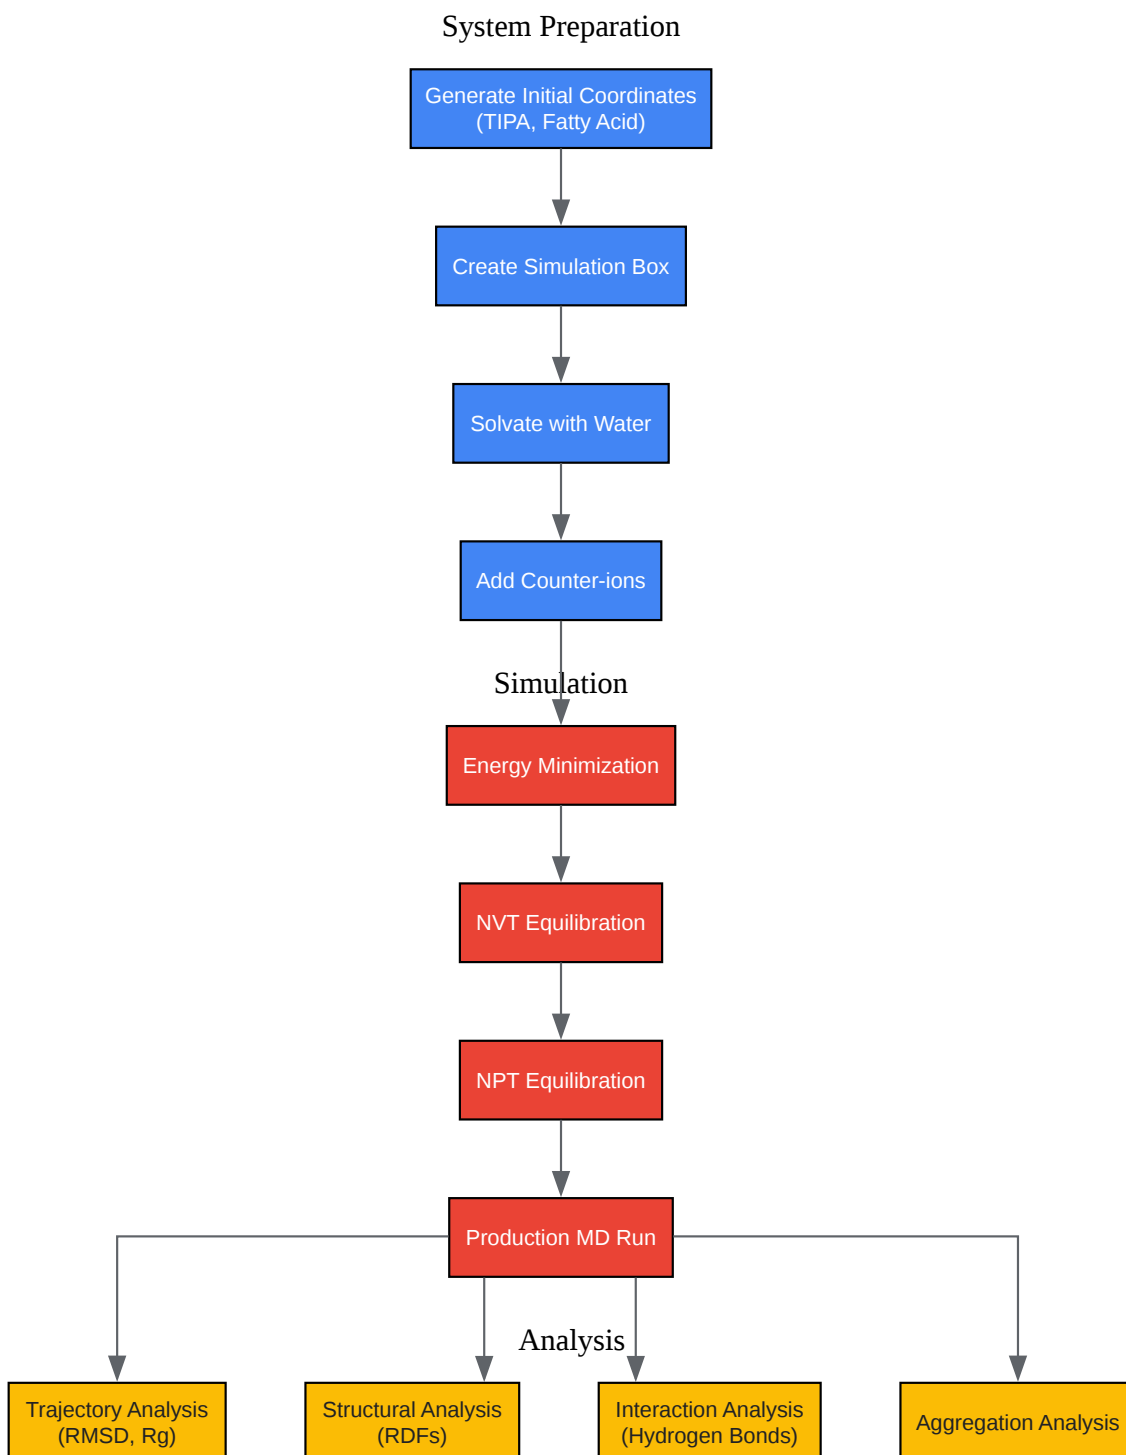 System Preparation
Generate Initial Coordinates
(TIPA, Fatty Acid)
Create Simulation Box
Solvate with Water
Add Counter-ions
Simulation
Energy Minimization
NVT Equilibration
NPT Equilibration
Production MD Run
Analysis
Trajectory Analysis
(RMSD, Rg)
Structural Analysis
(RDFs)
Interaction Analysis
(Hydrogen Bonds)
Aggregation Analysis